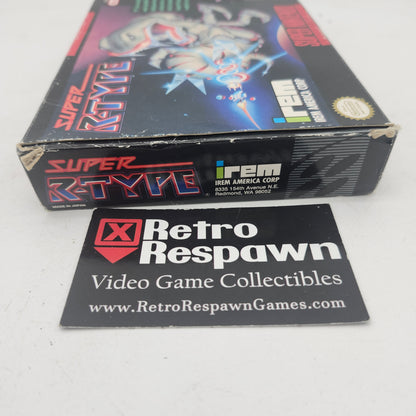 SUPER
R-TYPE
irem
IREM AMERICA CORP
SUPER
R-TYPE
MADE IN JAPAN
irem
IREM AMERICA CORP
8335 154th Avenue N.E.
Redmond, WA 98052
X Retro
Respawn
Video Game Collectibles
www.RetroRespawnGames.com